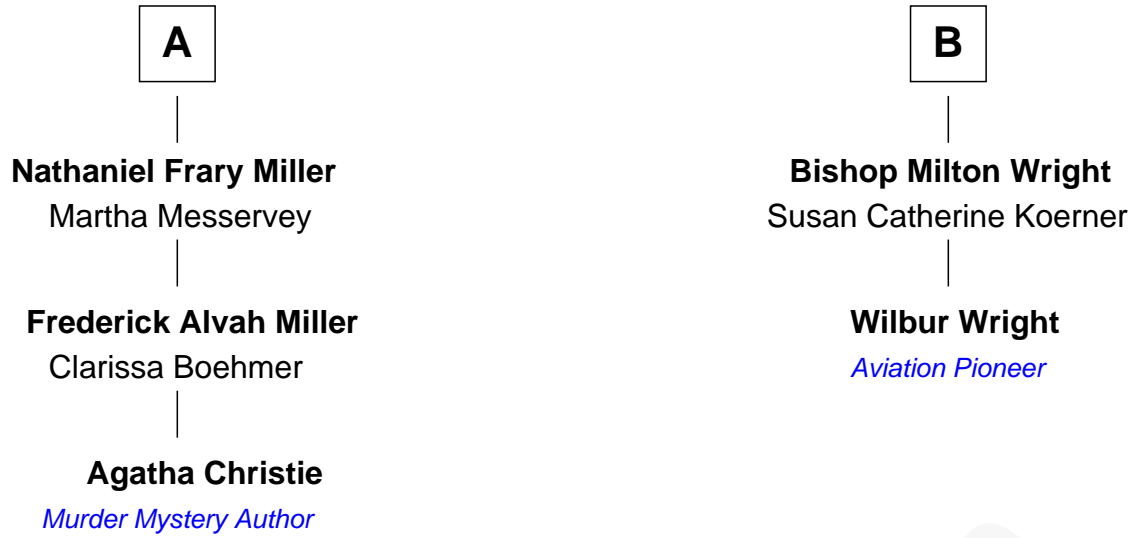 A
Nathaniel Frary Miller
Martha Messervey
Frederick Alvah Miller
Clarissa Boehmer
Agatha Christie
Murder Mystery Author
B
Bishop Milton Wright
Susan Catherine Koerner
Wilbur Wright
Aviation Pioneer